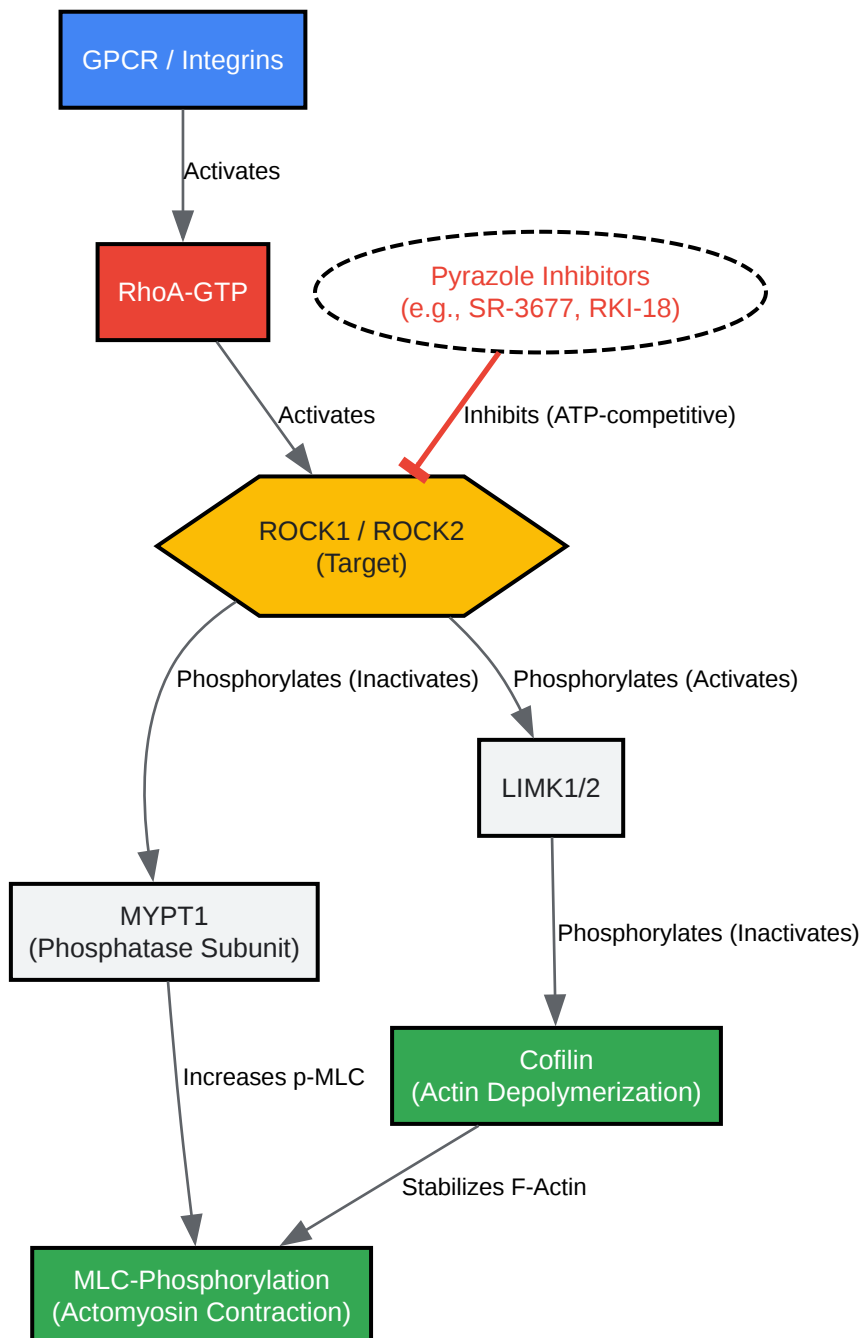 GPCR / Integrins
Activates
RhoA-GTP
Pyrazole Inhibitors
(e.g., SR-3677, RKI-18)
Activates
Inhibits (ATP-competitive)
ROCK1 / ROCK2
(Target)
Phosphorylates (Inactivates)
Phosphorylates (Activates)
LIMK1/2
MYPT1
(Phosphatase Subunit)
Phosphorylates (Inactivates)
Cofilin
(Actin Depolymerization)
Increases p-MLC
Stabilizes F-Actin
MLC-Phosphorylation
(Actomyosin Contraction)